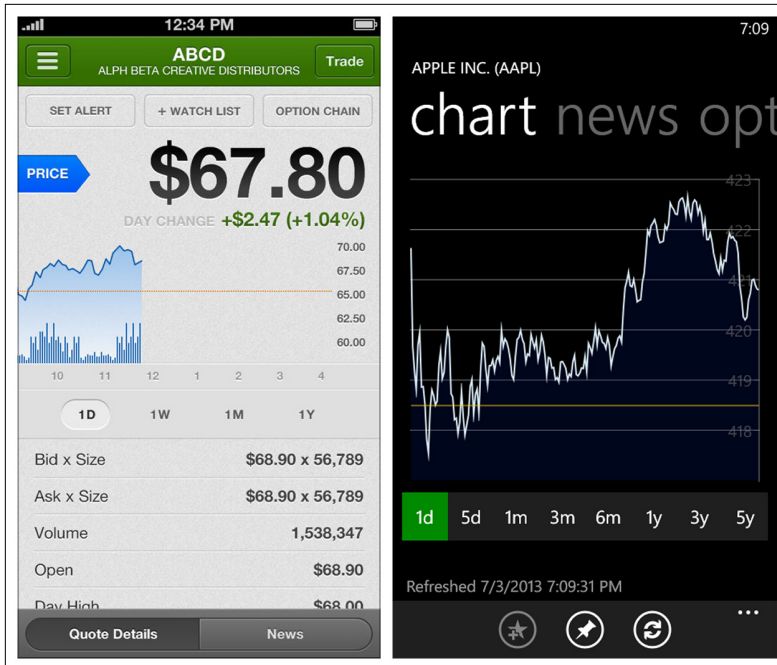 12:34 PM
ABCD
ALPH BETA CREATIVE DISTRIBUTORS
Trade
SET ALERT
+ WATCH LIST
OPTION CHAIN
PRICE
$67.80
DAY CHANGE +$2.47 (+1.04%)
70.00
67.50
65.00
62.50
60.00
10 11 12 1 2 3 4
1D 1W 1M 1Y
Bid x Size $68.90 x 56,789
Ask x Size $68.90 x 56,789
Volume 1,538,347
Open $68.90
Day High $68.00
Quote Details News
7:09
APPLE INC. (AAPL)
chart news opt
423
422
421
420
419
418
1d 5d 1m 3m 6m 1y 3y 5y
Refreshed 7/3/2013 7:09:31 PM